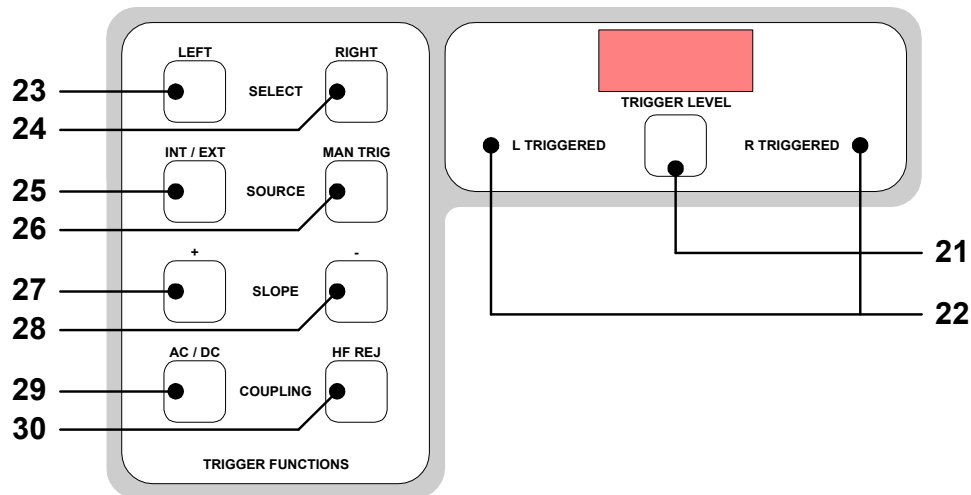 LEFT RIGHT
23 SELECT
24
TRIGGER LEVEL
INT / EXT MAN TRIG
L TRIGGERED R TRIGGERED
25 SOURCE
26
21
+ -
27 SLOPE
22
28
AC / DC HF REJ
29 COUPLING
30
TRIGGER FUNCTIONS